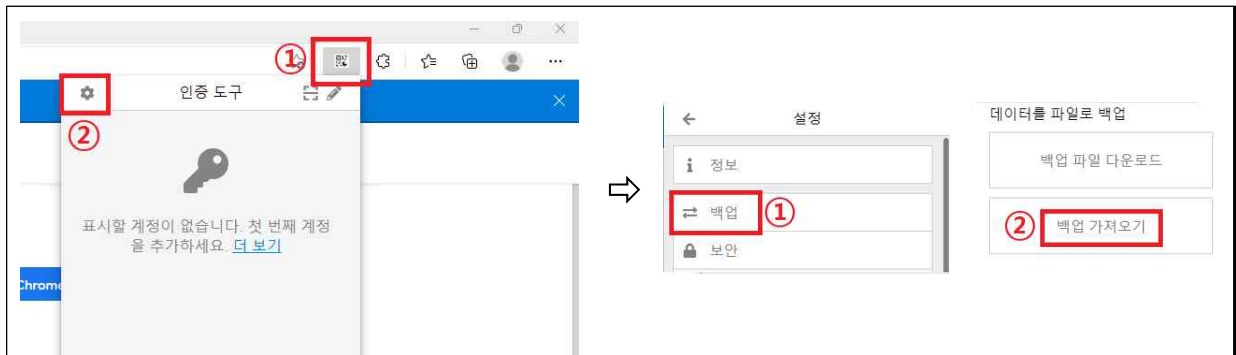 ①
인증 도구
②
표시할 계정이 없습니다. 첫 번째 계정
을 추가하세요. 더 보기
Chrome
⇨
설정
정보
백업 ①
보안
데이터를 파일로 백업
백업 파일 다운로드
② 백업 가져오기